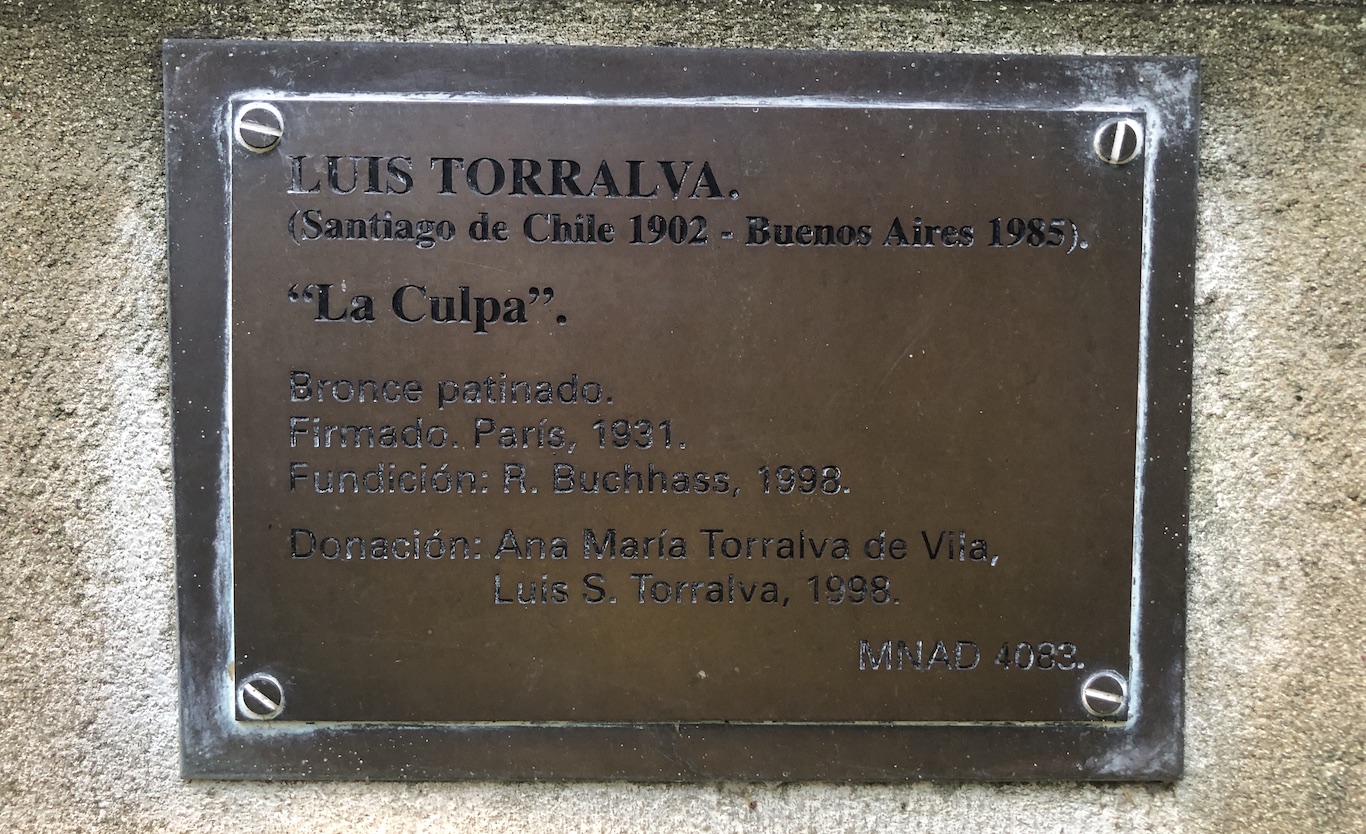 LUIS TORRALVA.
(Santiago de Chile 1902 - Buenos Aires 1985).
“La Culpa”.
Bronce patinado.
Firmado. París, 1931.
Fundición: R. Buchhass, 1998.
Donación: Ana María Torralva de Vila,
Luis S. Torralva, 1998.
MNAD 4083.